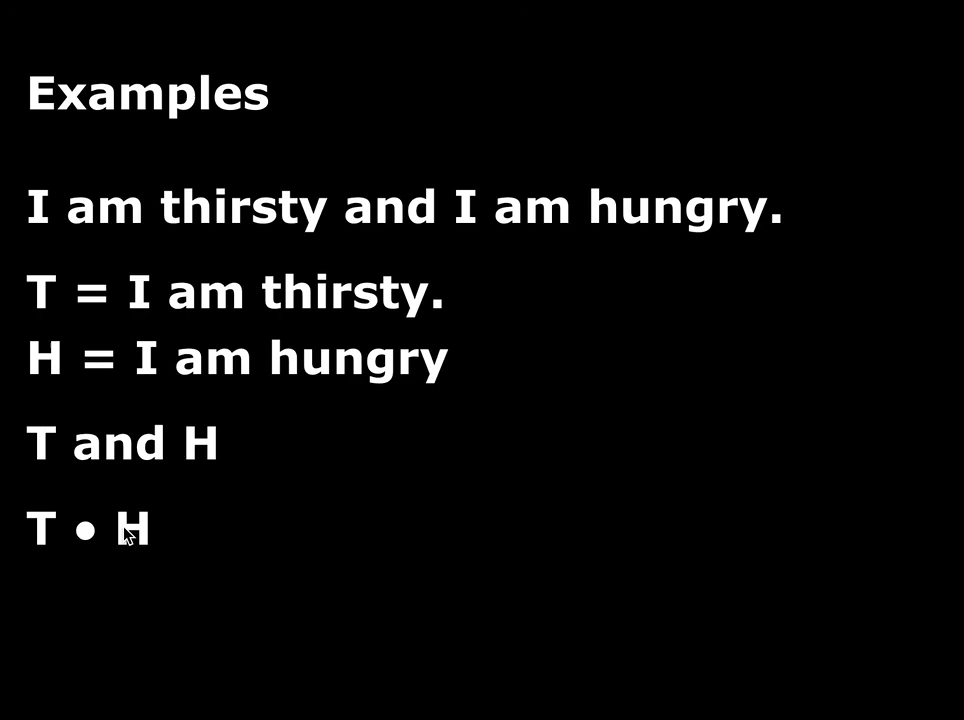 Examples
I am thirsty and I am hungry.
T = I am thirsty.
H = I am hungry
T and H
T • H